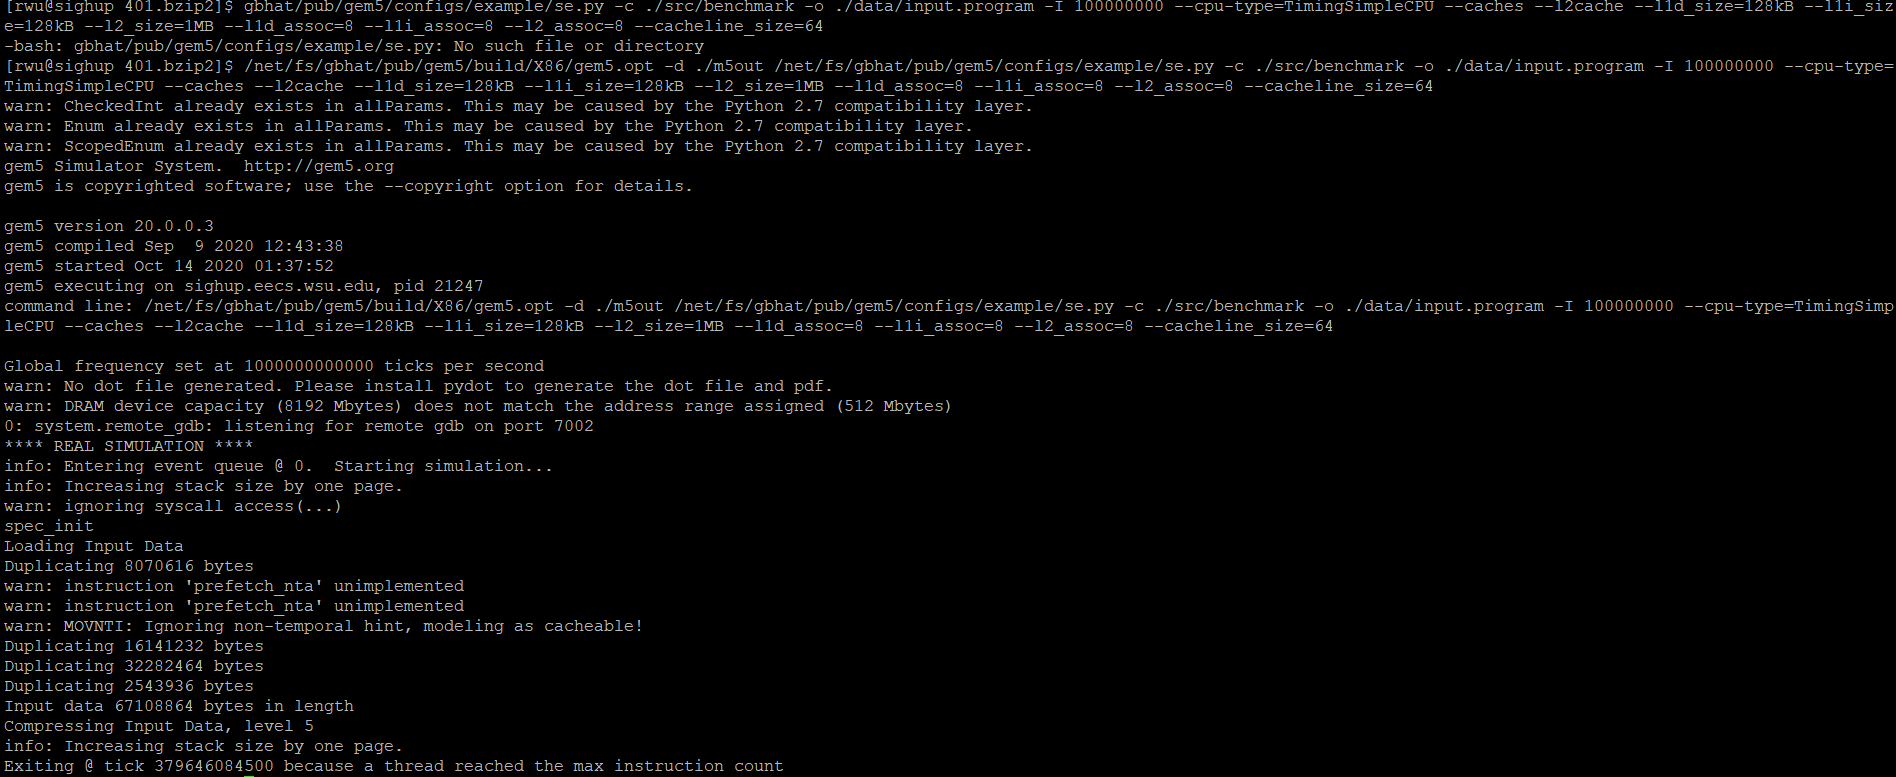 [rwu@sighup 401.bzip2]$ gbhat/pub/gem5/configs/example/se.py -c ./src/benchmark -o ./data/input.program -I 100000000 --cpu-type=TimingSimpleCPU --caches --l2cache --l1d_size=128kB --l1i_siz
e=128kB --l2_size=1MB --l1d_assoc=8 --l1i_assoc=8 --l2_assoc=8 --cacheline_size=64
-bash: gbhat/pub/gem5/configs/example/se.py: No such file or directory
[rwu@sighup 401.bzip2]$ /net/fs/gbhat/pub/gem5/build/X86/gem5.opt -d ./m5out /net/fs/gbhat/pub/gem5/configs/example/se.py -c ./src/benchmark -o ./data/input.program -I 100000000 --cpu-type=
TimingSimpleCPU --caches --l2cache --l1d_size=128kB --l1i_size=128kB --l2_size=1MB --l1d_assoc=8 --l1i_assoc=8 --l2_assoc=8 --cacheline_size=64
warn: CheckedInt already exists in allParams. This may be caused by the Python 2.7 compatibility layer.
warn: Enum already exists in allParams. This may be caused by the Python 2.7 compatibility layer.
warn: ScopedEnum already exists in allParams. This may be caused by the Python 2.7 compatibility layer.
gem5 Simulator System.  http://gem5.org
gem5 is copyrighted software; use the --copyright option for details.

gem5 version 20.0.0.3
gem5 compiled Sep  9 2020 12:43:38
gem5 started Oct 14 2020 01:37:52
gem5 executing on sighup.eecs.wsu.edu, pid 21247
command line: /net/fs/gbhat/pub/gem5/build/X86/gem5.opt -d ./m5out /net/fs/gbhat/pub/gem5/configs/example/se.py -c ./src/benchmark -o ./data/input.program -I 100000000 --cpu-type=TimingSimp
leCPU --caches --l2cache --l1d_size=128kB --l1i_size=128kB --l2_size=1MB --l1d_assoc=8 --l1i_assoc=8 --l2_assoc=8 --cacheline_size=64

Global frequency set at 1000000000000 ticks per second
warn: No dot file generated. Please install pydot to generate the dot file and pdf.
warn: DRAM device capacity (8192 Mbytes) does not match the address range assigned (512 Mbytes)
0: system.remote_gdb: listening for remote gdb on port 7002
**** REAL SIMULATION ****
info: Entering event queue @ 0.  Starting simulation...
info: Increasing stack size by one page.
warn: ignoring syscall access(...)
spec_init
Loading Input Data
Duplicating 8070616 bytes
warn: instruction 'prefetch_nta' unimplemented
warn: instruction 'prefetch_nta' unimplemented
warn: MOVNTI: Ignoring non-temporal hint, modeling as cacheable!
Duplicating 16141232 bytes
Duplicating 32282464 bytes
Duplicating 2543936 bytes
Input data 67108864 bytes in length
Compressing Input Data, level 5
info: Increasing stack size by one page.
Exiting @ tick 379646084500 because a thread reached the max instruction count